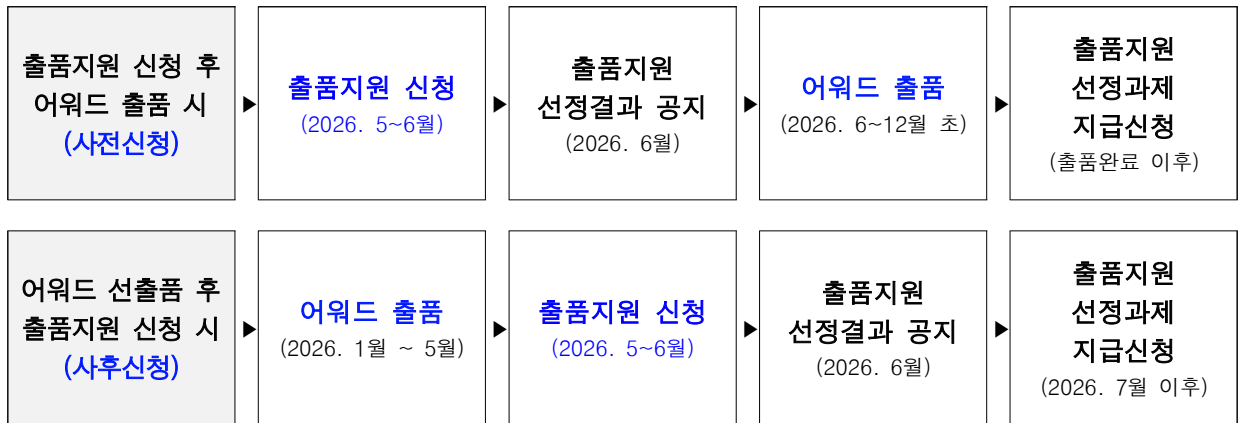 출품지원 신청 후
어워드 출품 시
(사전신청)
▶
출품지원 신청
(2026. 5~6월)
▶
출품지원
선정결과 공지
(2026. 6월)
▶
어워드 출품
(2026. 6~12월 초)
▶
출품지원
선정과제
지급신청
(출품완료 이후)
어워드 선출품 후
출품지원 신청 시
(사후신청)
▶
어워드 출품
(2026. 1월 ~ 5월)
▶
출품지원 신청
(2026. 5~6월)
▶
출품지원
선정결과 공지
(2026. 6월)
▶
출품지원
선정과제
지급신청
(2026. 7월 이후)